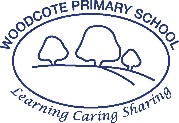 WOODCOTE PRIMARY SCHOOL
Learning Caring Sharing